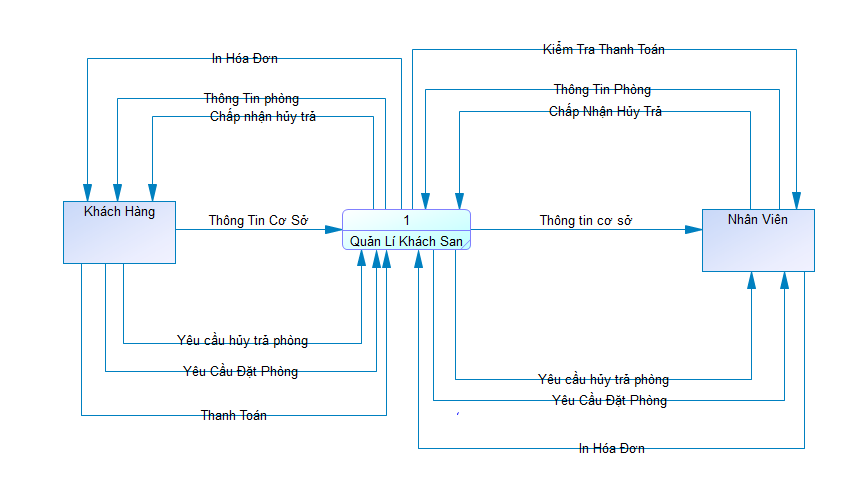 In Hóa Đơn
Kiểm Tra Thanh Toán
Thông Tin phòng
Thông Tin Phòng
Chấp nhận hủy trả
Chấp Nhận Hủy Trả
Khách Hàng
Thông Tin Cơ Sở
1
Quản Lí Khách San
Thông tin cơ sở
Nhân Viên
Yêu cầu hủy trả phòng
Yêu Cầu Đặt Phòng
Thanh Toán
Yêu cầu hủy trả phòng
Yêu Cầu Đặt Phòng
In Hóa Đơn